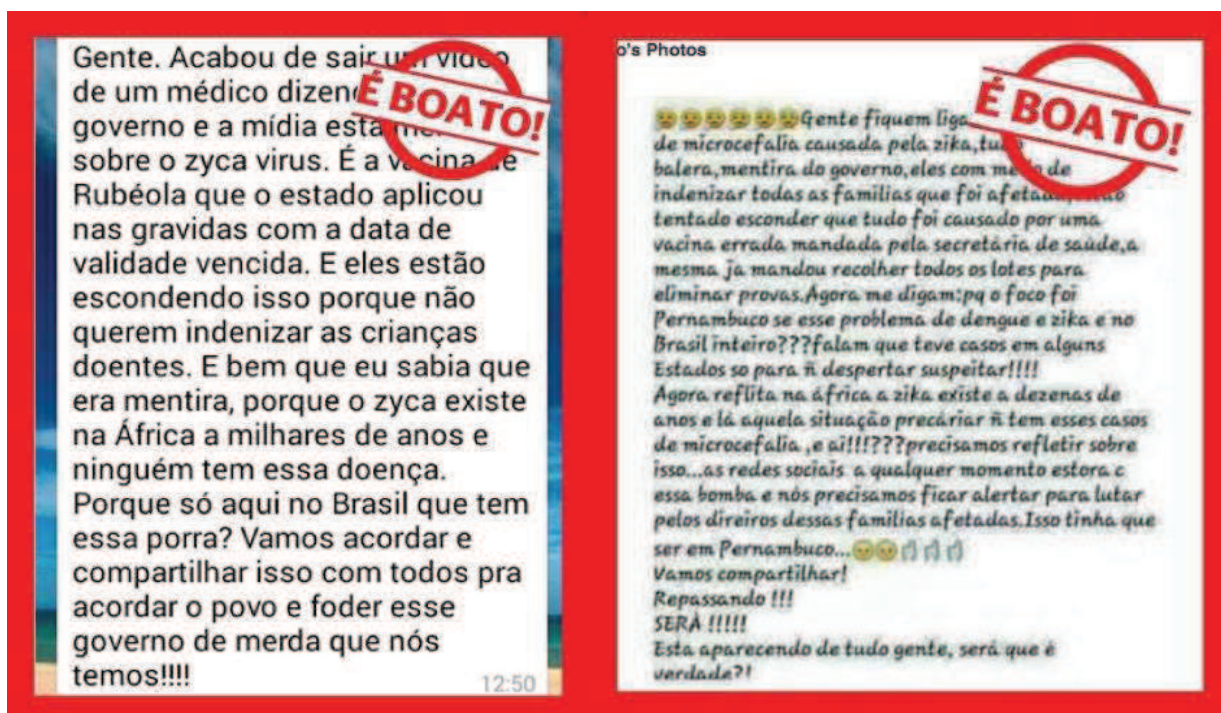 Gente. Acabou de sair um vídeo
de um médico dizen
governo e a mídia está
sobre o zyca virus. É a vacina de
Rubéola que o estado aplicou
nas gravidas com a data de
validade vencida. E eles estão
escondendo isso porque não
querem indenizar as crianças
doentes. E bem que eu sabia que
era mentira, porque o zyca existe
na África a milhares de anos e
ninguém tem essa doença.
Porque só aqui no Brasil que tem
essa porra? Vamos acordar e
compartilhar isso com todos pra
acordar o povo e foder esse
governo de merda que nós
temos!!!!
12:50
É BOATO!
o's Photos
Gente fiquem liga
de microcefalia causada pela zika,tu
balera,mentira do governo,eles com medo de
indenizar todas as familias que foi afetada
tentado esconder que tudo foi causado por uma
vacina errada mandada pela secretária de saúde,a
mesma ja mandou recolher todos os lotes para
eliminar provas.Agora me digam:pq o foco foi
Pernambuco se esse problema de dengue e zika e no
Brasil inteiro???falam que teve casos em alguns
Estados so para ñ despertar suspeitar!!!!
Agora reflita na áfrica a zika existe a dezenas de
anos e lá aquela situação precáriar ñ tem esses casos
de microcefalia ,e ai!!!???precisamos refletir sobre
isso...as redes sociais a qualquer momento estora c
essa bomba e nós precisamos ficar alertar para lutar
pelos direiros dessas familias afetadas.Isso tinha que
ser em Pernambuco...
Vamos compartilhar!
Repassando !!!
SERÀ !!!!!
Esta aparecendo de tudo gente, será que é
verdade?!
É BOATO!